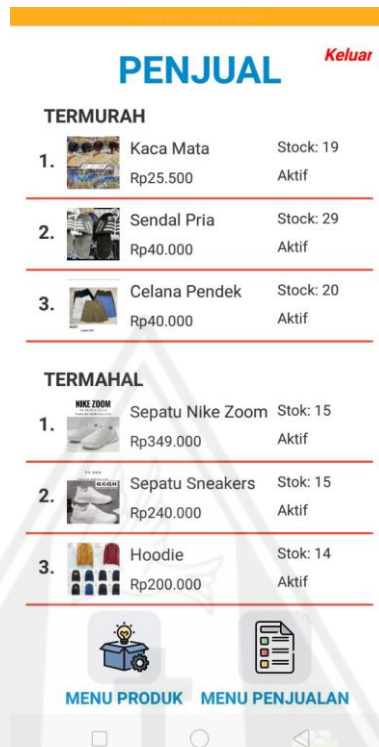 Keluar
PENJUAL
TERMURAH
1. Kaca Mata Stock: 19
Rp25.500 Aktif
2. Sendal Pria Stock: 29
Rp40.000 Aktif
3. Celana Pendek Stock: 20
Rp40.000 Aktif
TERMAHAL
NIKE ZOOM
1. Sepatu Nike Zoom Stok: 15
Rp349.000 Aktif
2. Sepatu Sneakers Stok: 15
Rp240.000 Aktif
3. Hoodie Stok: 14
Rp200.000 Aktif
MENU PRODUK MENU PENJUALAN